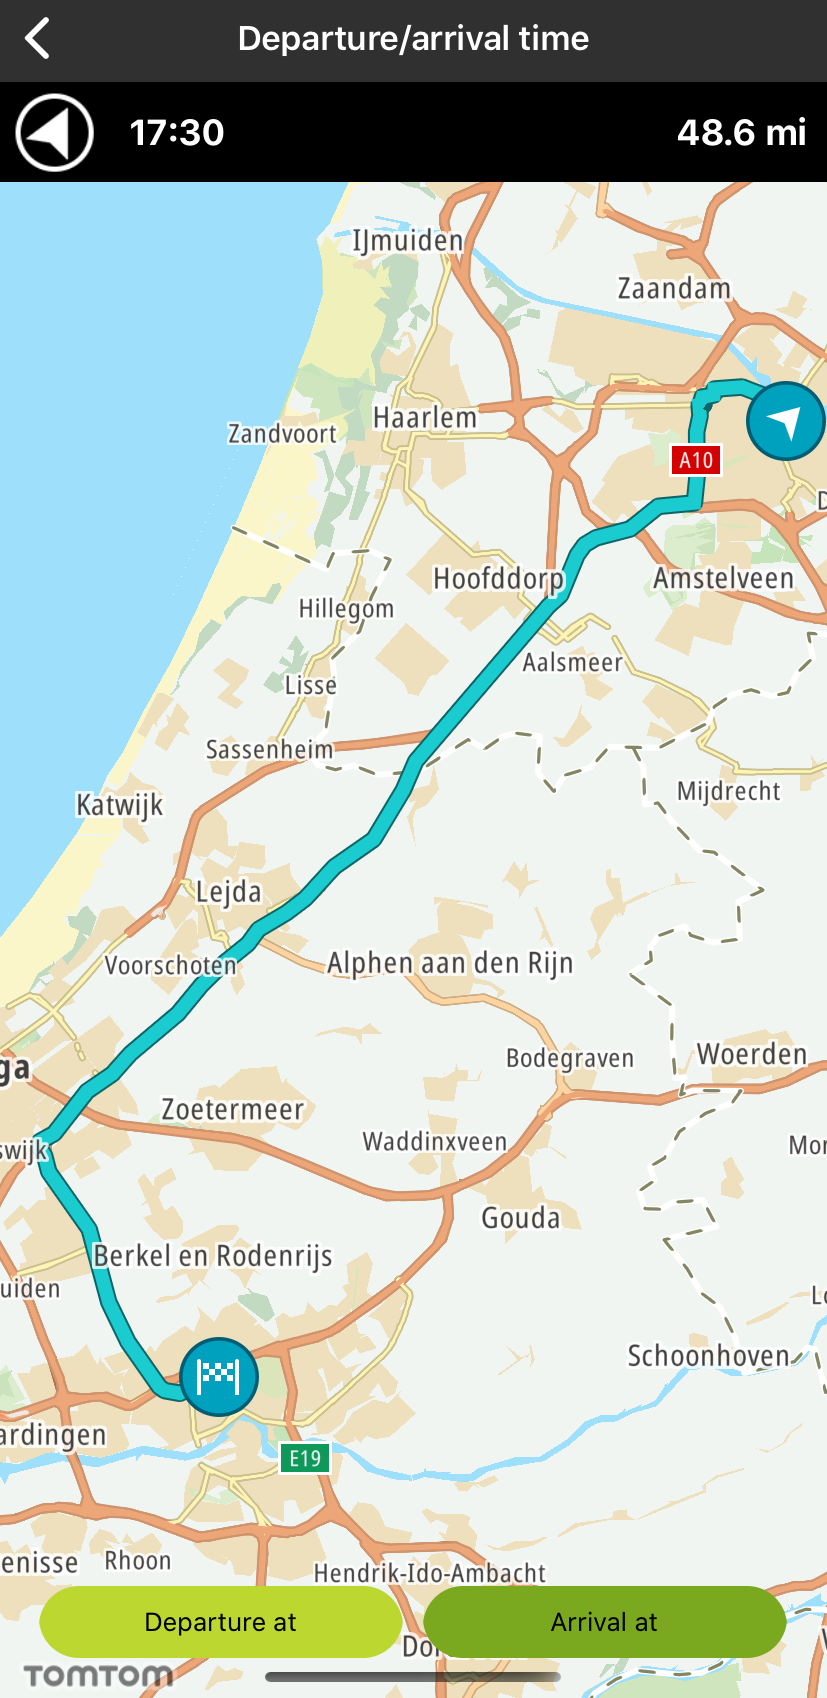 Departure/arrival time
17:30 48.6 mi
IJmuiden
Zaandam
Haarlem
Zandvoort
A10
D
Hoofddorp
Amstelveen
Hillegom
Aalsmeer
Lisse
Sassenheim
Mijdrecht
Katwijk
Lejda
Voorschoten
Alphen aan den Rijn
ga
Bodegraven
Woerden
Zoetermeer
Waddinxveen
swijk
Mor
Gouda
Berkel en Rodenrijs
uiden
Lo
Schoonhoven
ardingen
E19
enisse
Rhoon
Hendrik-Ido-Ambacht
Departure at
Arrival at
Dor
TOMTOM